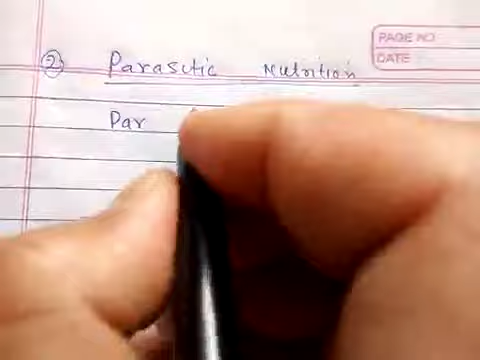 PAGE NO
DATE
② Parasitic Nutrition
Par